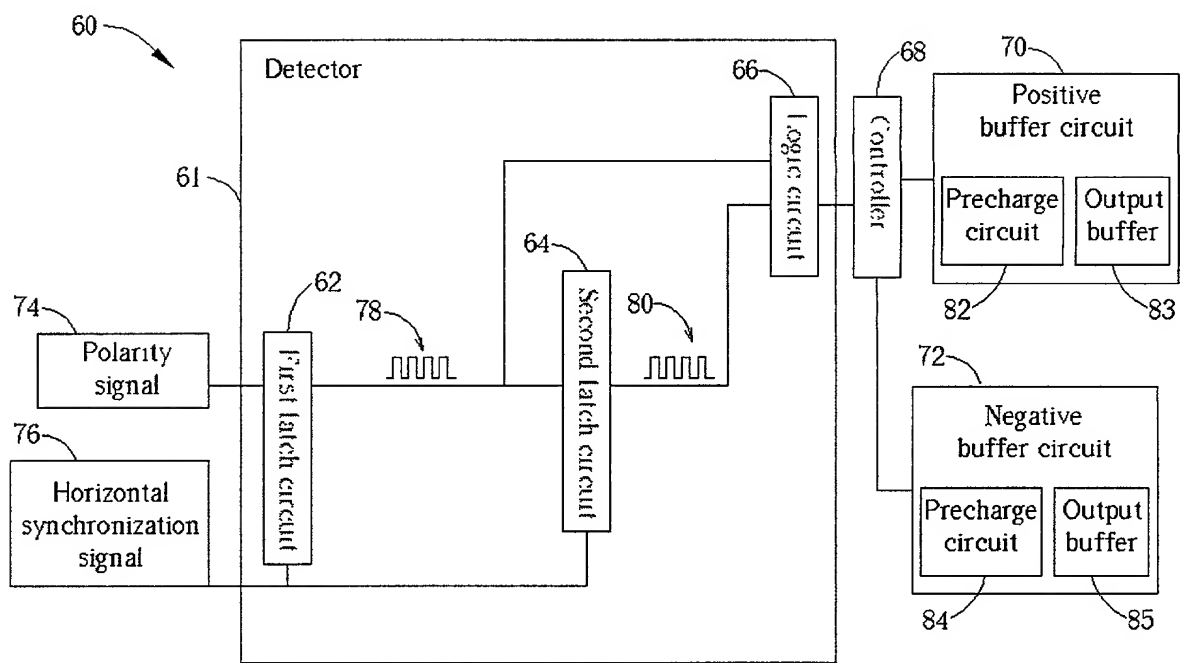 60
Detector
66
68
70
Positive
buffer circuit
Logic circuit
Controller
61
Precharge
circuit
Output
buffer
64
62
78
80
82
83
74
Polarity
signal
First latch circuit
Second latch circuit
72
Negative
buffer circuit
76
Horizontal
synchronization
signal
Precharge
circuit
Output
buffer
84
85